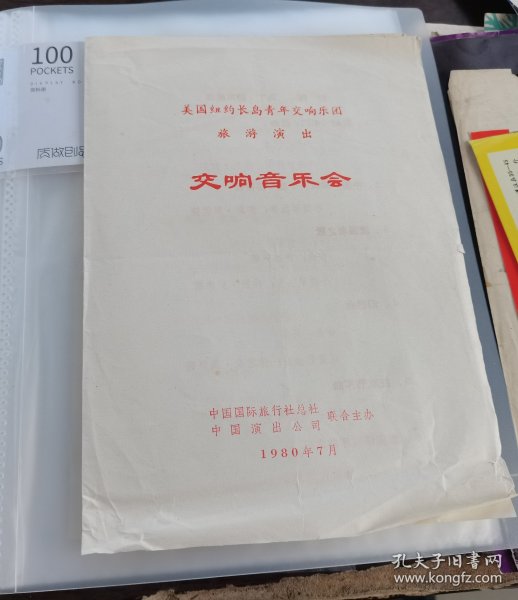 100
POCKETS
美国纽约长岛青年交响乐团
旅游演出
交响音乐会
中国国际旅行社总社
中国演出公司
联合主办
1980年7月
孔夫子旧书网
www.kongfz.com